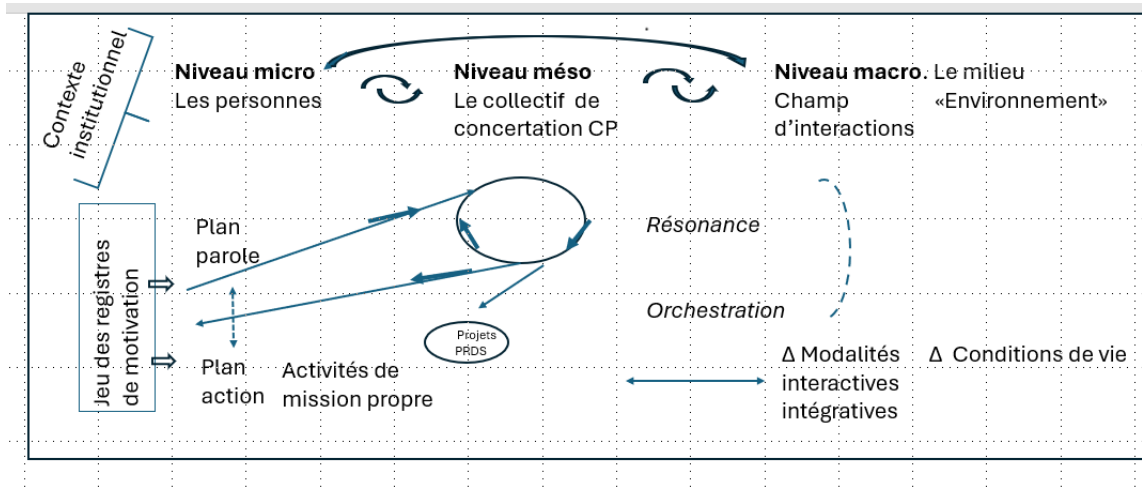 Contexte
institutionnel
Niveau micro
Les personnes
Niveau méso
Le collectif de
concertation CP
Niveau macro. Le milieu
Champ «Environnement»
d’interactions
Jeu des registres
de motivation
Plan
parole
Résonance
Orchestration
Projets
PRDS
Plan
action
Activités de
mission propre
Δ Modalités
interactives
intégratives
Δ Conditions de vie